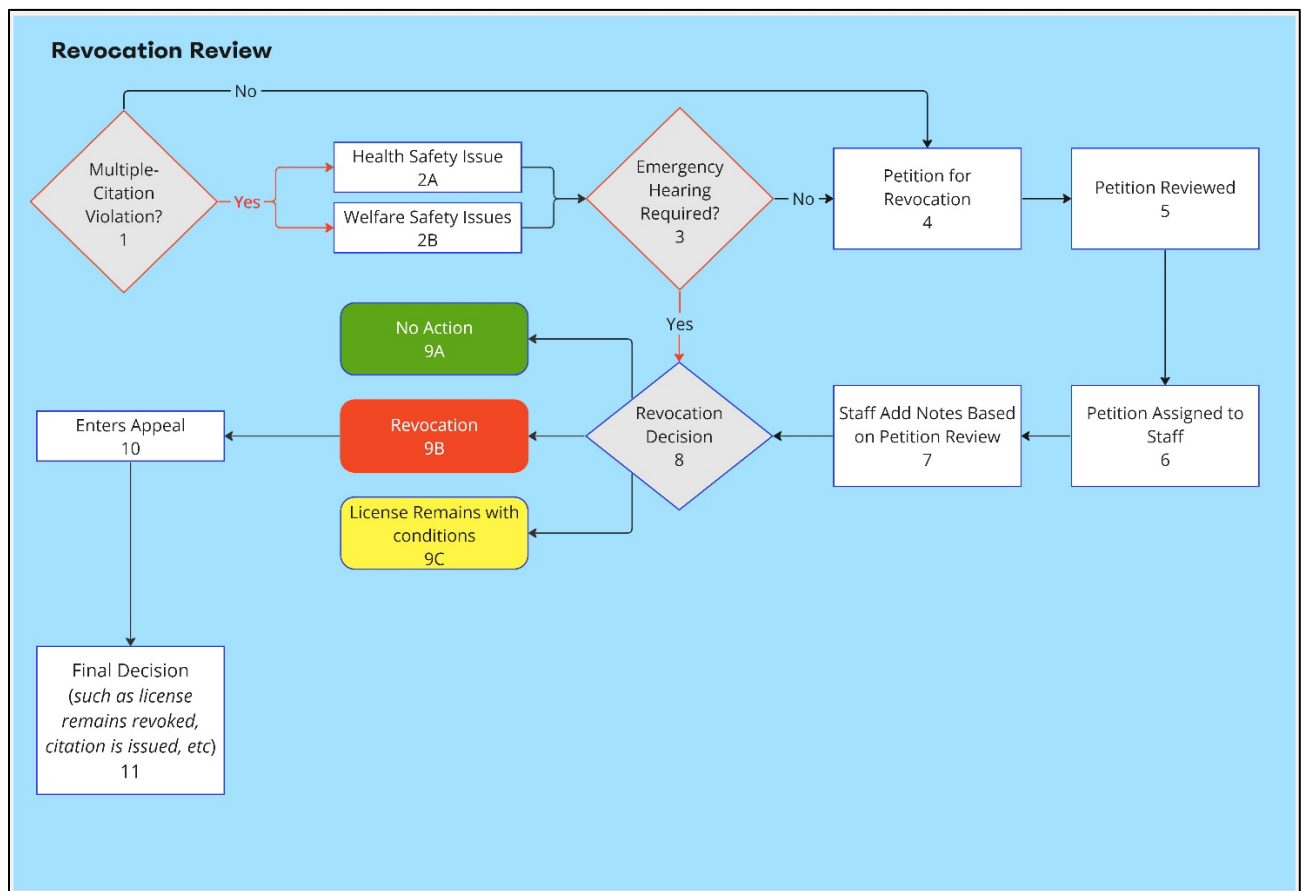 Revocation Review
No
Multiple-
Citation
Violation?
1
Yes
Health Safety Issue
2A
Welfare Safety Issues
2B
Emergency
Hearing
Required?
3
No
Petition for
Revocation
4
Petition Reviewed
5
Yes
No Action
9A
Revocation
9B
License Remains with
conditions
9C
Revocation
Decision
8
Staff Add Notes Based
on Petition Review
7
Petition Assigned to
Staff
6
Enters Appeal
10
Final Decision
(such as license
remains revoked,
citation is issued, etc)
11